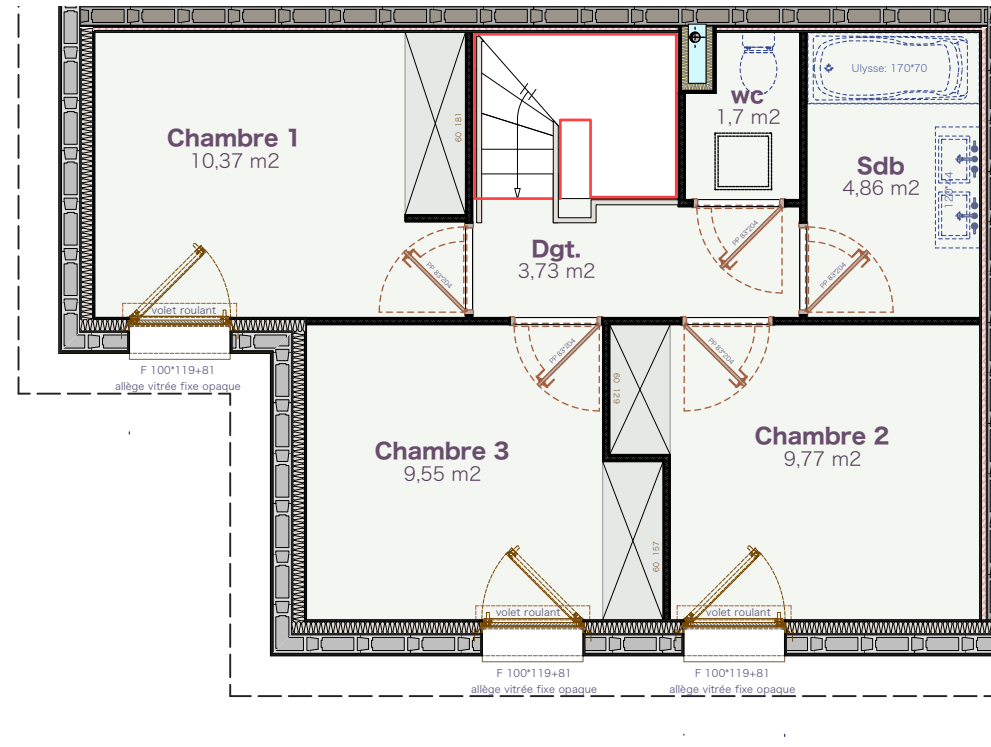 Ulysse: 170*70
WC
1,7 m2
Chambre 1
10,37 m2
60 181
Sdb
4,86 m2
Dgt.
3,73 m2
PP 83*204
PP 83*204
PP 83*204
volet roulant
F 100*119+81
allège vitrée fixe opaque
PP 83*204
PP 83*204
60 129
Chambre 3
9,55 m2
Chambre 2
9,77 m2
60 157
volet roulant
volet roulant
F 100*119+81
allège vitrée fixe opaque
F 100*119+81
allège vitrée fixe opaque